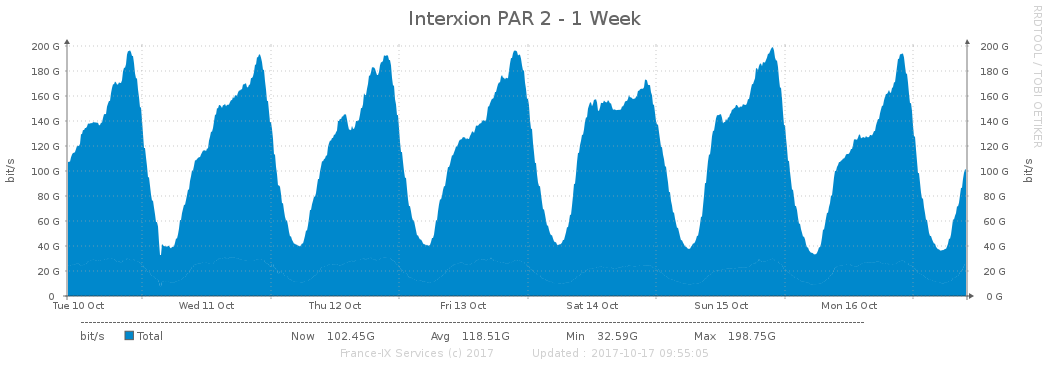 Interxion PAR 2 - 1 Week
RRDTOOL / TOBI OETIKER
bit/s
200 G
180 G
160 G
140 G
120 G
100 G
80 G
60 G
40 G
20 G
0
200 G
180 G
160 G
140 G
120 G
100 G
80 G
60 G
40 G
20 G
0 G
bit/s
Tue 10 Oct Wed 11 Oct Thu 12 Oct Fri 13 Oct Sat 14 Oct Sun 15 Oct Mon 16 Oct
bit/s Total Now 102.45G Avg 118.51G Min 32.59G Max 198.75G
France-IX Services (c) 2017 Updated : 2017-10-17 09:55:05